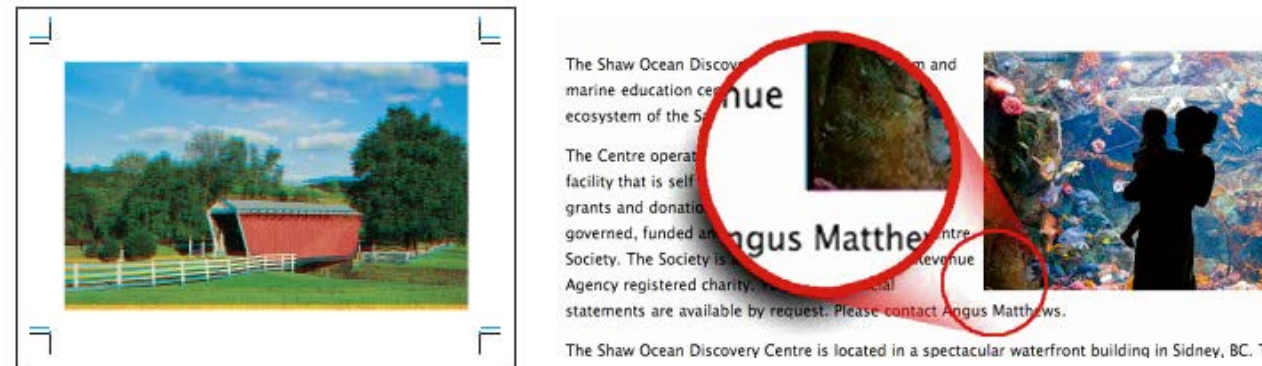 The Shaw Ocean Discov m and
marine education ce
ecosystem of the S
nue
The Centre operat
facility that is self
grants and donatio
governed, funded an ntre
ngus Matthe
Society. The Society is Revenue
Agency registered charity. cial
statements are available by request. Please contact Angus Matthews.
The Shaw Ocean Discovery Centre is located in a spectacular waterfront building in Sidney, BC. T